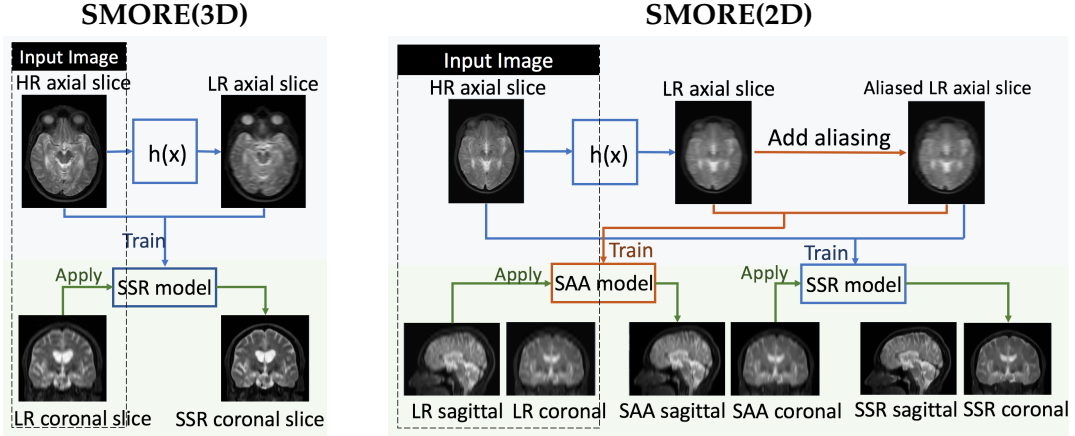 SMORE(3D)
Input Image
HR axial slice
LR axial slice
h(x)
Train
Apply
SSR model
LR coronal slice
SSR coronal slice
SMORE(2D)
Input Image
HR axial slice
LR axial slice
Aliased LR axial slice
h(x)
Add aliasing
Train
Train
Apply
SAA model
Apply
SSR model
LR sagittal
LR coronal
SAA sagittal
SAA coronal
SSR sagittal
SSR coronal